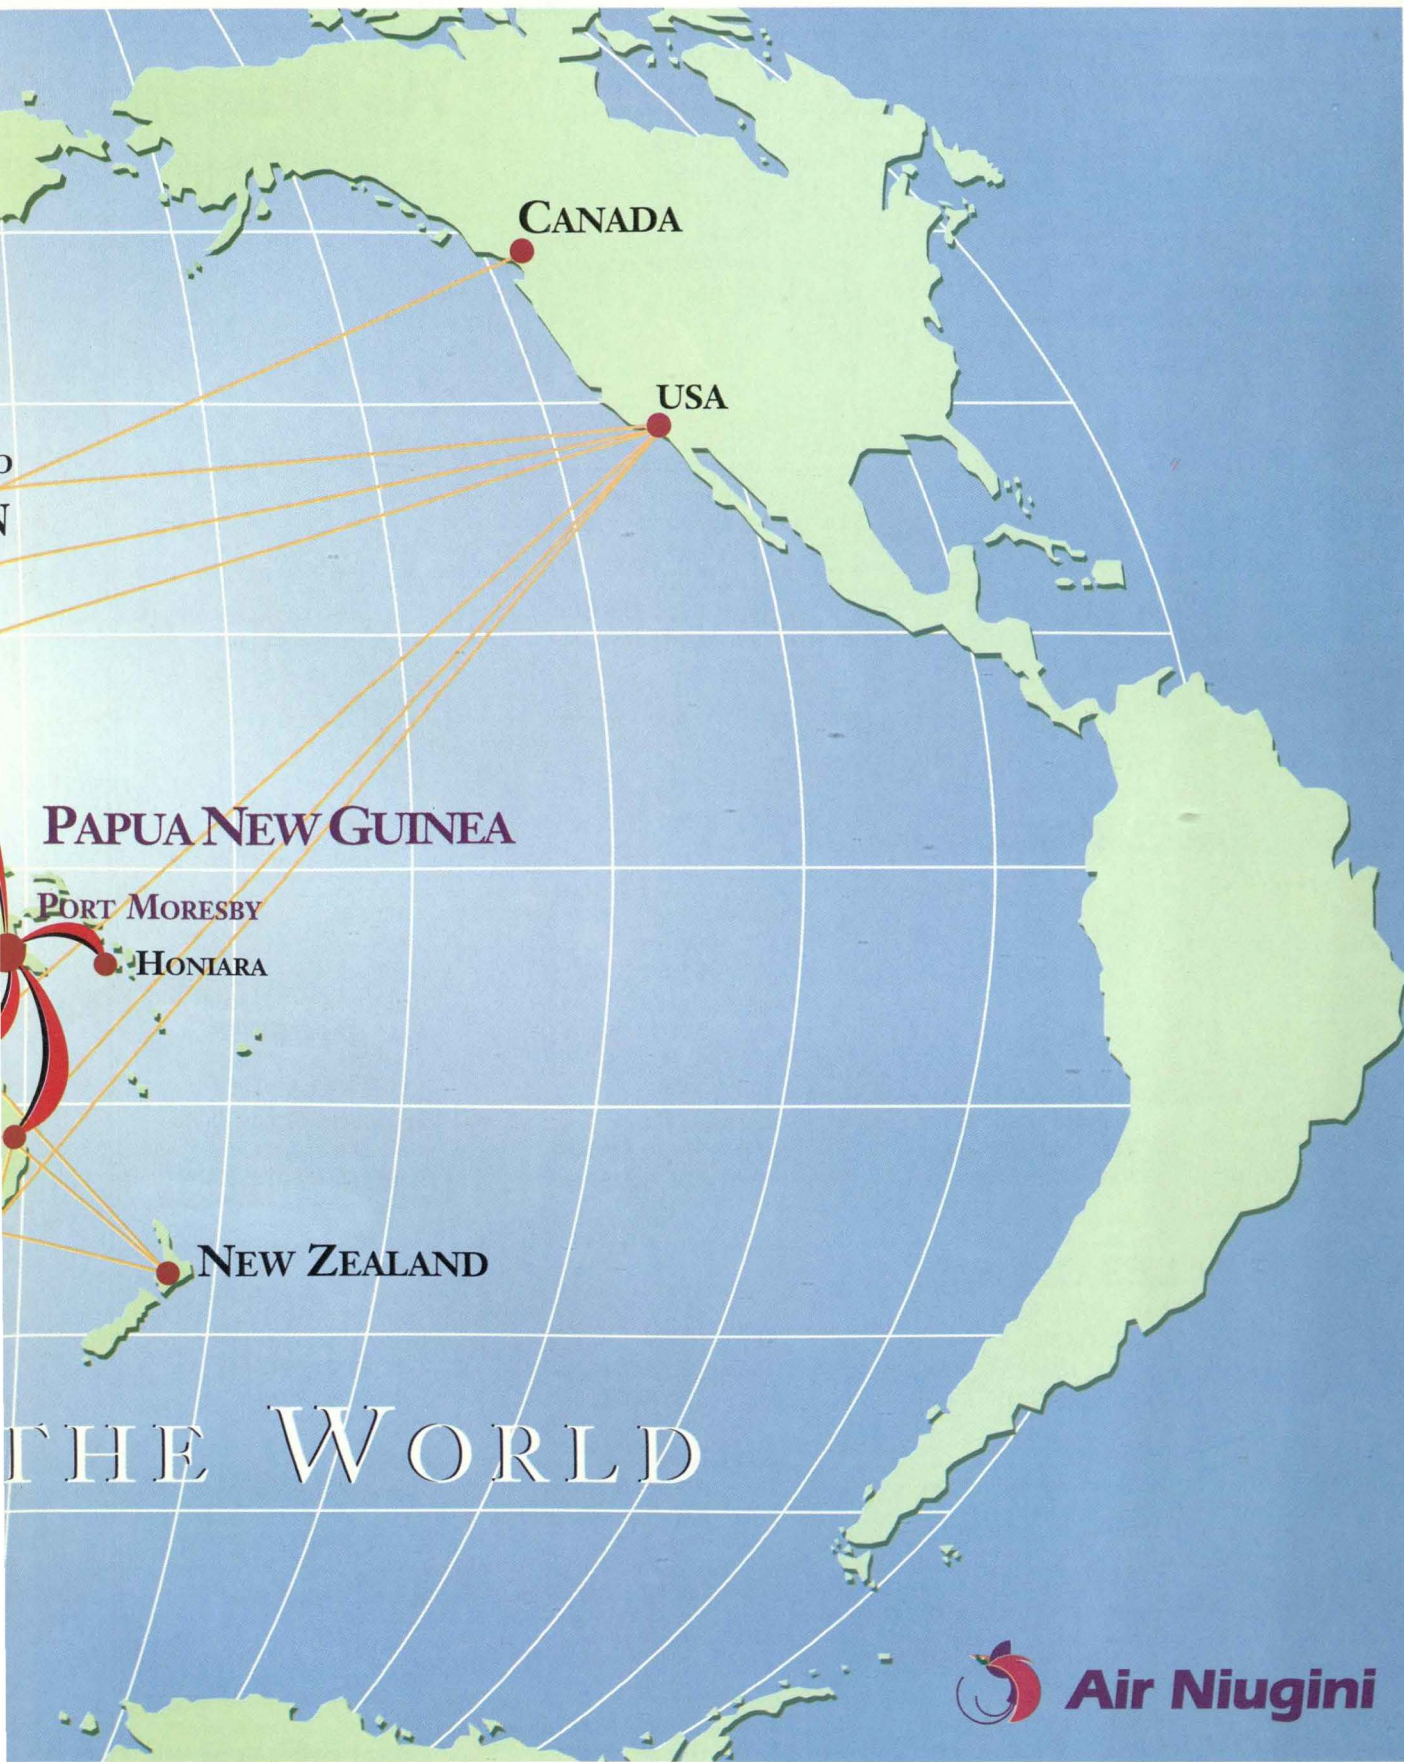 CANADA
USA
PAPUA NEW GUINEA
PORT MORESBY
HONIARA
NEW ZEALAND
THE WORLD
Air Niugini